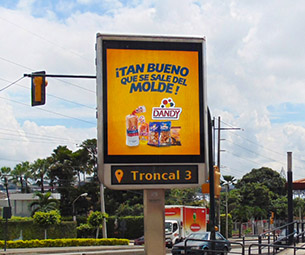 ¡TAN BUENO
QUE SE SALE DEL
MOLDE!
DANDY
Troncal 3